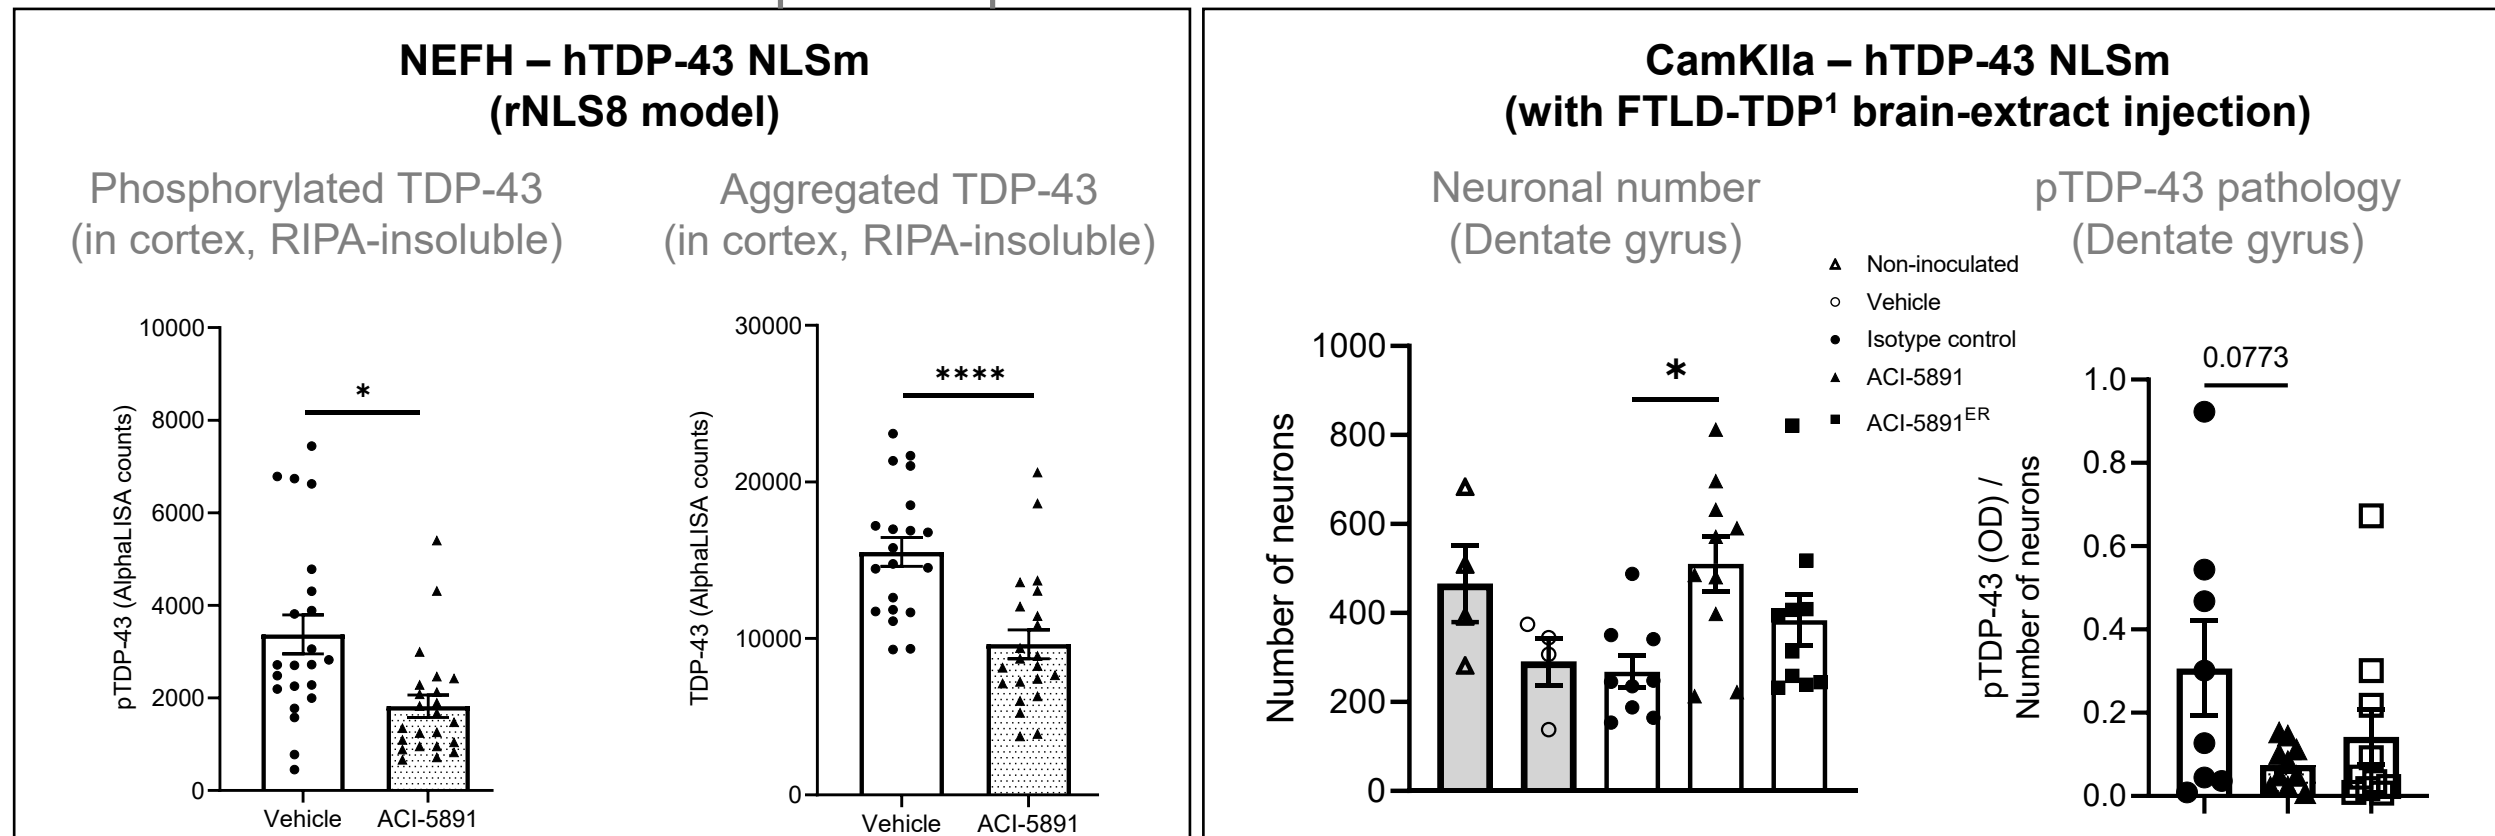 NEFH – hTDP-43 NLSm
(rNLS8 model)
Phosphorylated TDP-43
(in cortex, RIPA-insoluble)
pTDP-43 (AlphaLISA counts)
10000
8000
6000
4000
2000
0
*
Vehicle
ACI-5891
Aggregated TDP-43
(in cortex, RIPA-insoluble)
TDP-43 (AlphaLISA counts)
30000
20000
10000
0
****
Vehicle
ACI-5891
CamKIIa – hTDP-43 NLSm
(with FTLD-TDP¹ brain-extract injection)
Neuronal number
(Dentate gyrus)
Number of neurons
1000
800
600
400
200
0
*
Non-inoculated
Vehicle
Isotype control
ACI-5891
ACI-5891ᴱᴿ
pTDP-43 pathology
(Dentate gyrus)
pTDP-43 (OD) /
Number of neurons
1.0
0.8
0.6
0.4
0.2
0.0
0.0773